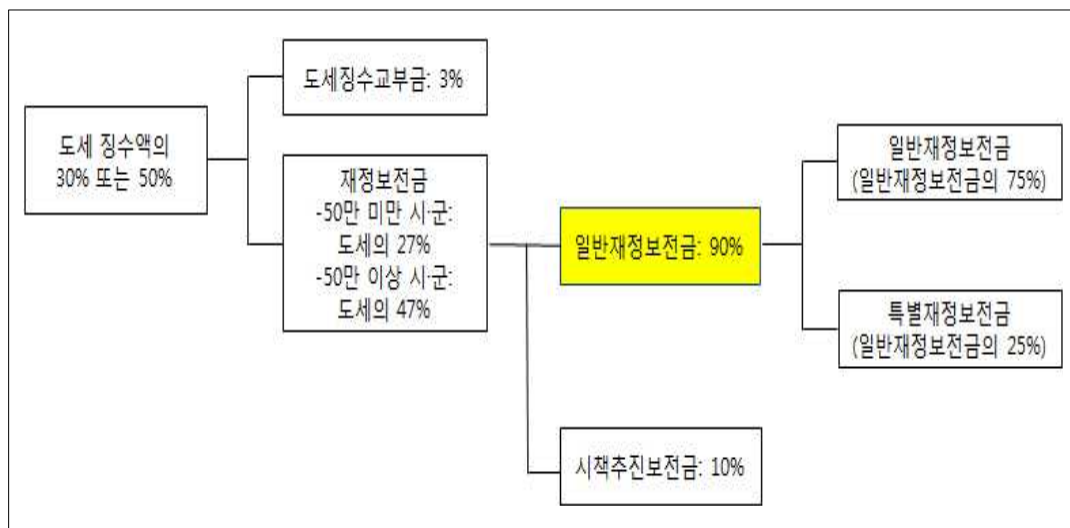 도세 징수액의
30% 또는 50%
도세징수교부금: 3%
재정보전금
-50만 미만 시·군:
도세의 27%
-50만 이상 시·군:
도세의 47%
일반재정보전금: 90%
시책추진보전금: 10%
일반재정보전금
(일반재정보전금의 75%)
특별재정보전금
(일반재정보전금의 25%)